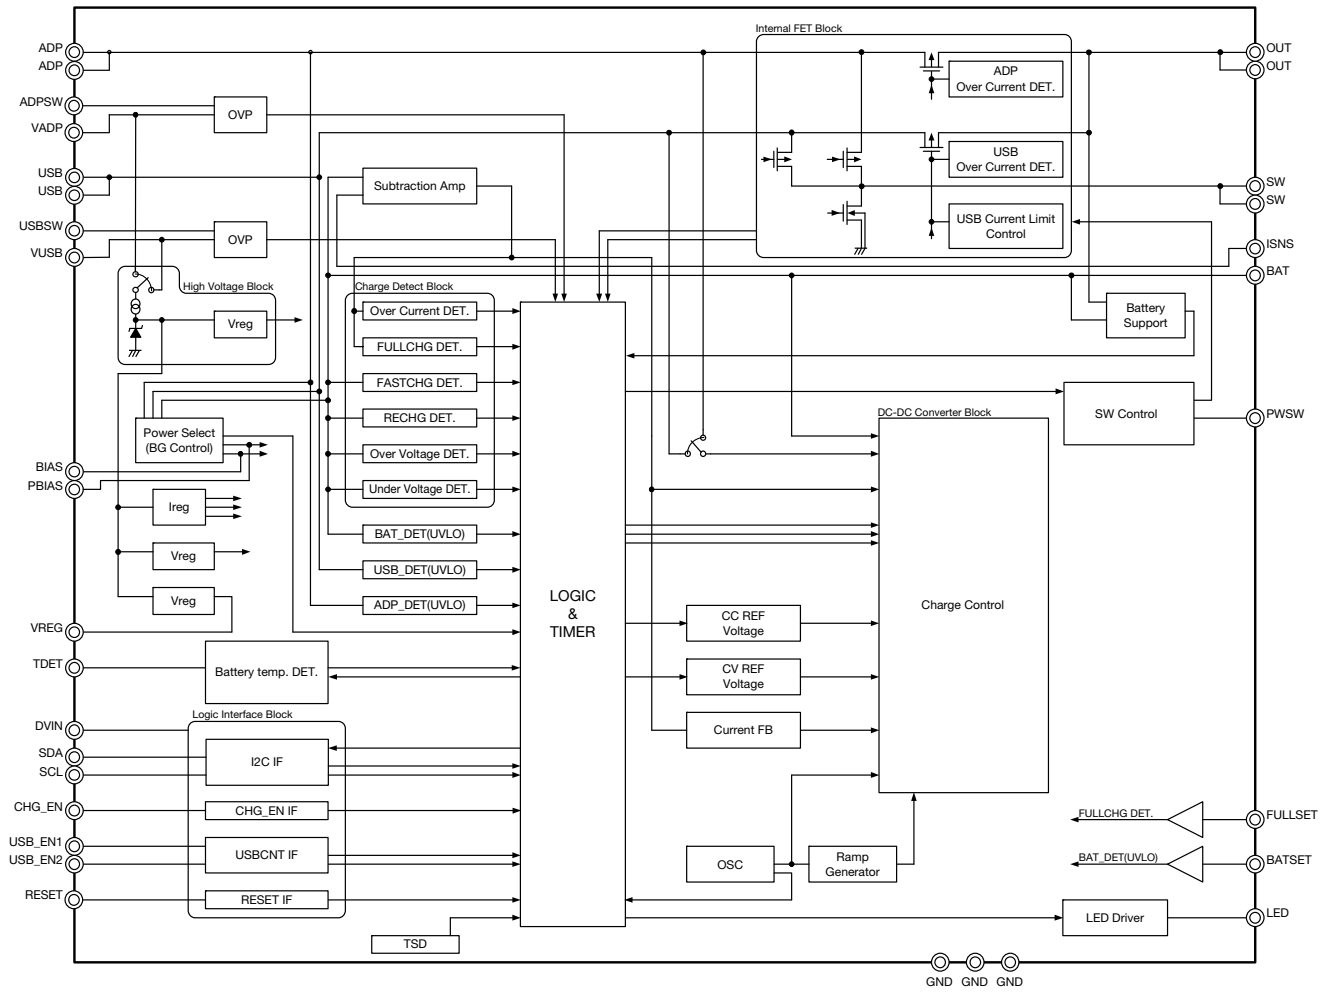 Internal FET Block
ADP
ADP
ADPSW
VADP
USB
USB
USBSW
VUSB
OVP
OVP
Subtraction Amp
ADP
Over Current DET.
USB
Over Current DET.
USB Current Limit
Control
OUT
OUT
SW
SW
ISNS
BAT
High Voltage Block
Vreg
Charge Detect Block
Over Current DET.
FULLCHG DET.
FASTCHG DET.
RECHG DET.
Over Voltage DET.
Under Voltage DET.
BAT_DET(UVLO)
USB_DET(UVLO)
ADP_DET(UVLO)
Battery
Support
SW Control
PWSW
Power Select
(BG Control)
BIAS
PBIAS
Ireg
Vreg
Vreg
VREG
TDET
Battery temp. DET.
LOGIC
&
TIMER
DC-DC Converter Block
Charge Control
CC REF
Voltage
CV REF
Voltage
Current FB
OSC
Ramp
Generator
Logic Interface Block
DVIN
SDA
SCL
I2C IF
CHG_EN
CHG_EN IF
USB_EN1
USB_EN2
USBCNT IF
RESET
RESET IF
TSD
FULLCHG DET.
FULLSET
BAT_DET(UVLO)
BATSET
LED Driver
LED
GND
GND
GND